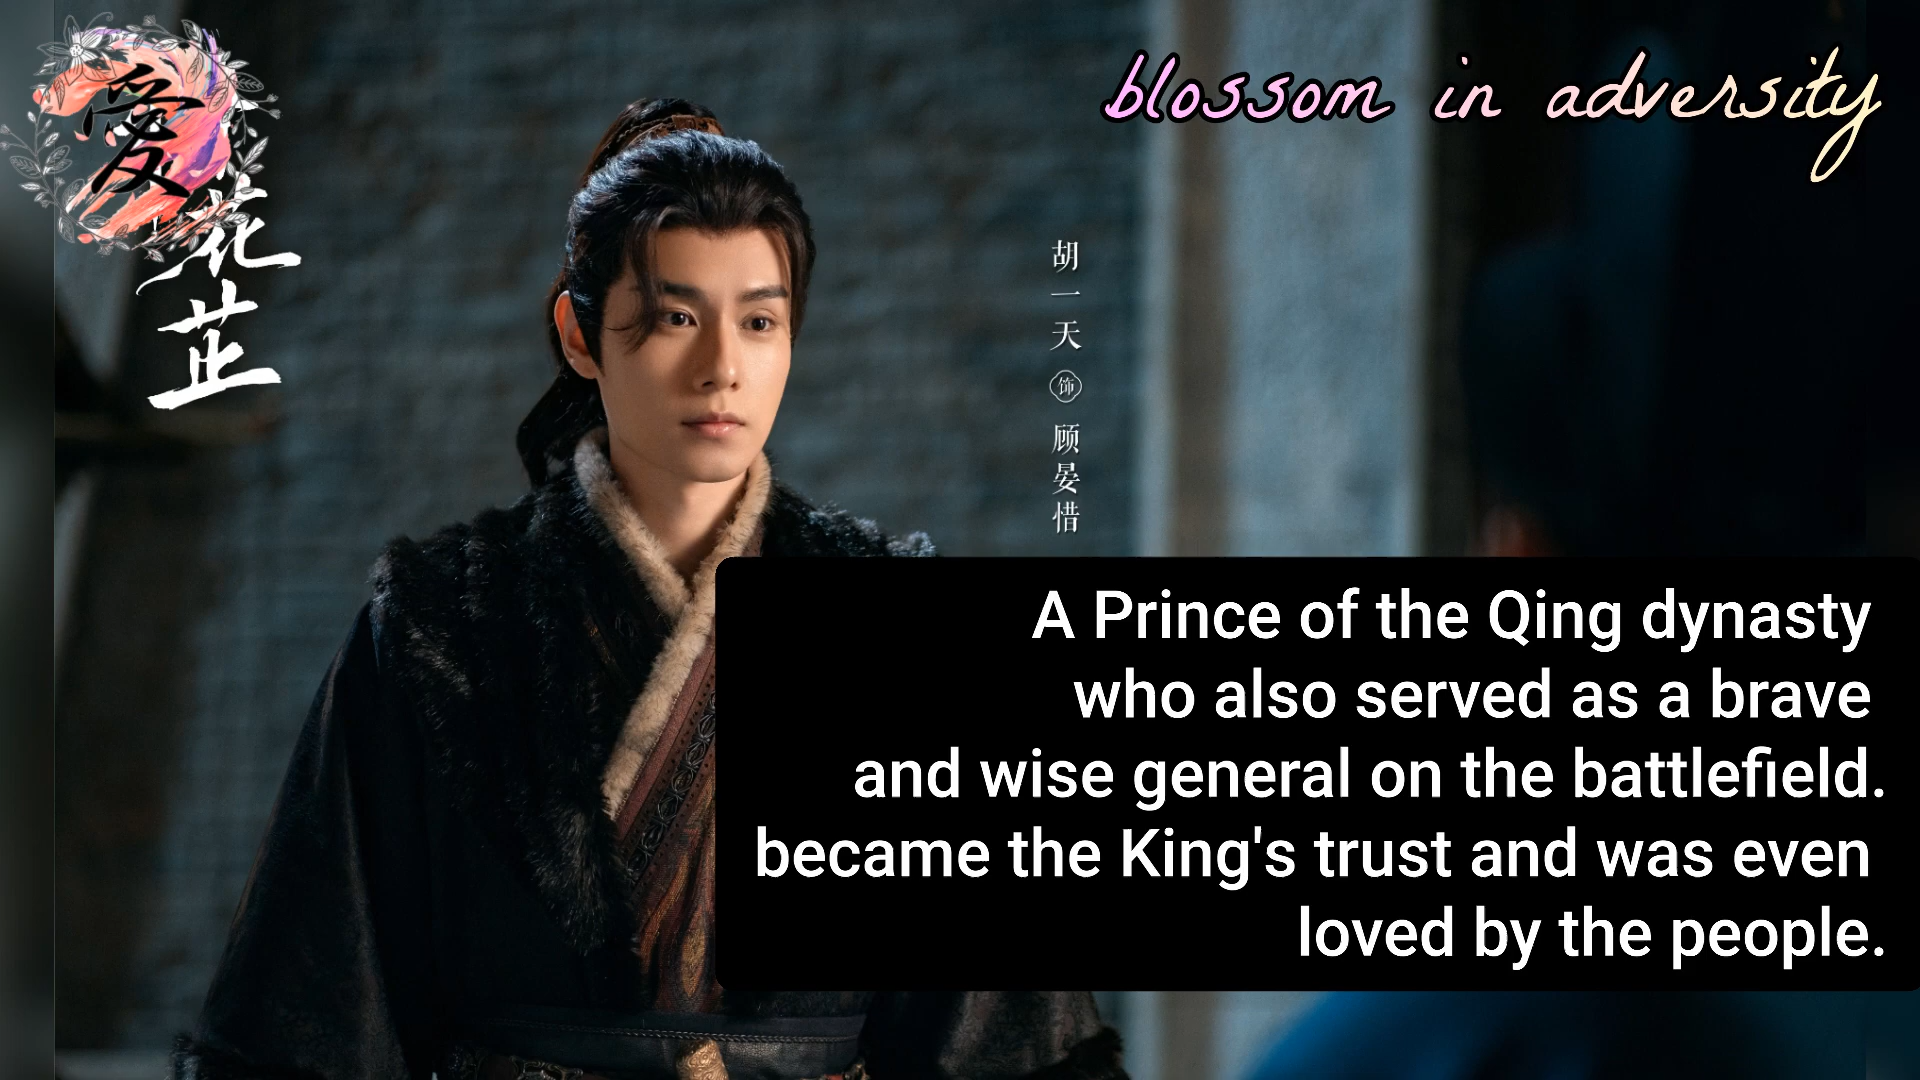 愛
花
芷
blossom in adversity
胡一天
饰
顾晏惜
A Prince of the Qing dynasty
who also served as a brave
and wise general on the battlefield.
became the King's trust and was even
loved by the people.